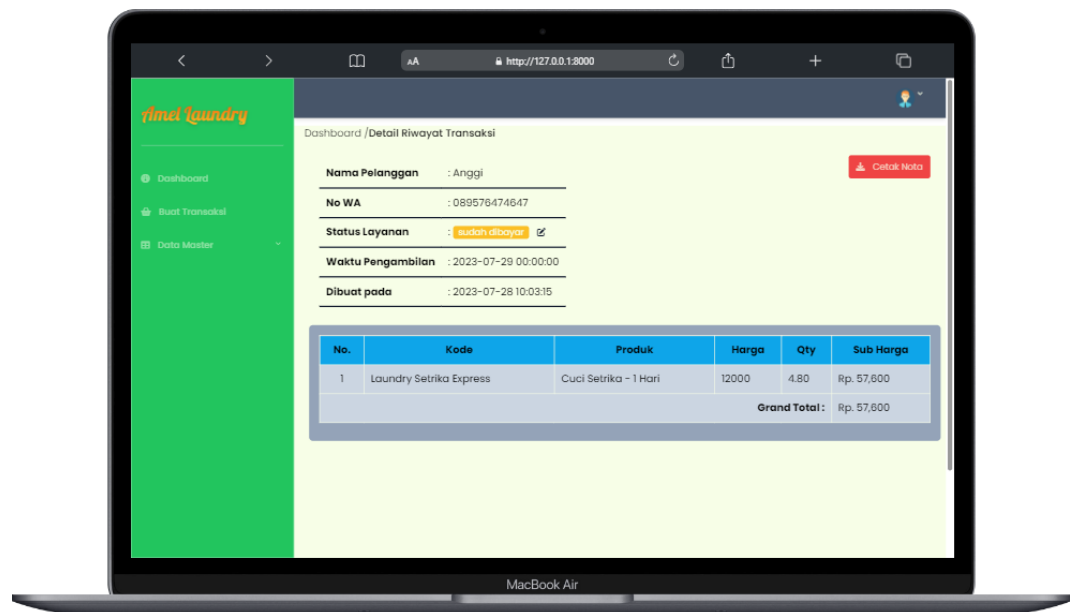 AA http://127.0.0.1:8000
Amel Laundry
Dashboard /Detail Riwayat Transaksi
Cetak Nota
Nama Pelanggan : Anggi
No WA : 089576474647
Status Layanan : sudah dibayar
Waktu Pengambilan : 2023-07-29 00:00:00
Dibuat pada : 2023-07-28 10:03:15
Dashboard
Buat Transaksi
Data Master
No. Kode Produk Harga Qty Sub Harga
1 Laundry Setrika Express Cuci Setrika - 1 Hari 12000 4.80 Rp. 57,600
Grand Total : Rp. 57,600
MacBook Air